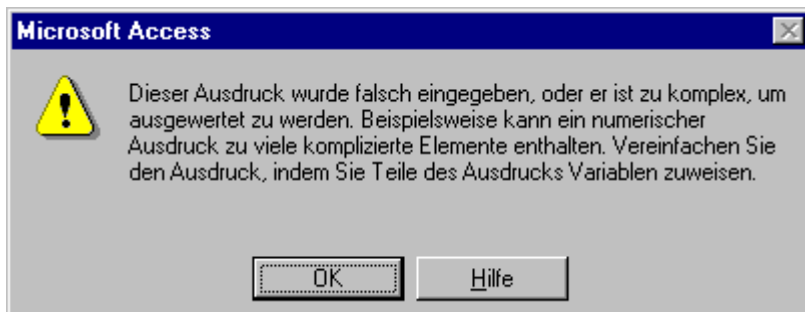 Microsoft Access
Dieser Ausdruck wurde falsch eingegeben, oder er ist zu komplex, um
ausgewertet zu werden. Beispielsweise kann ein numerischer
Ausdruck zu viele komplizierte Elemente enthalten. Vereinfachen Sie
den Ausdruck, indem Sie Teile des Ausdrucks Variablen zuweisen.
OK
Hilfe